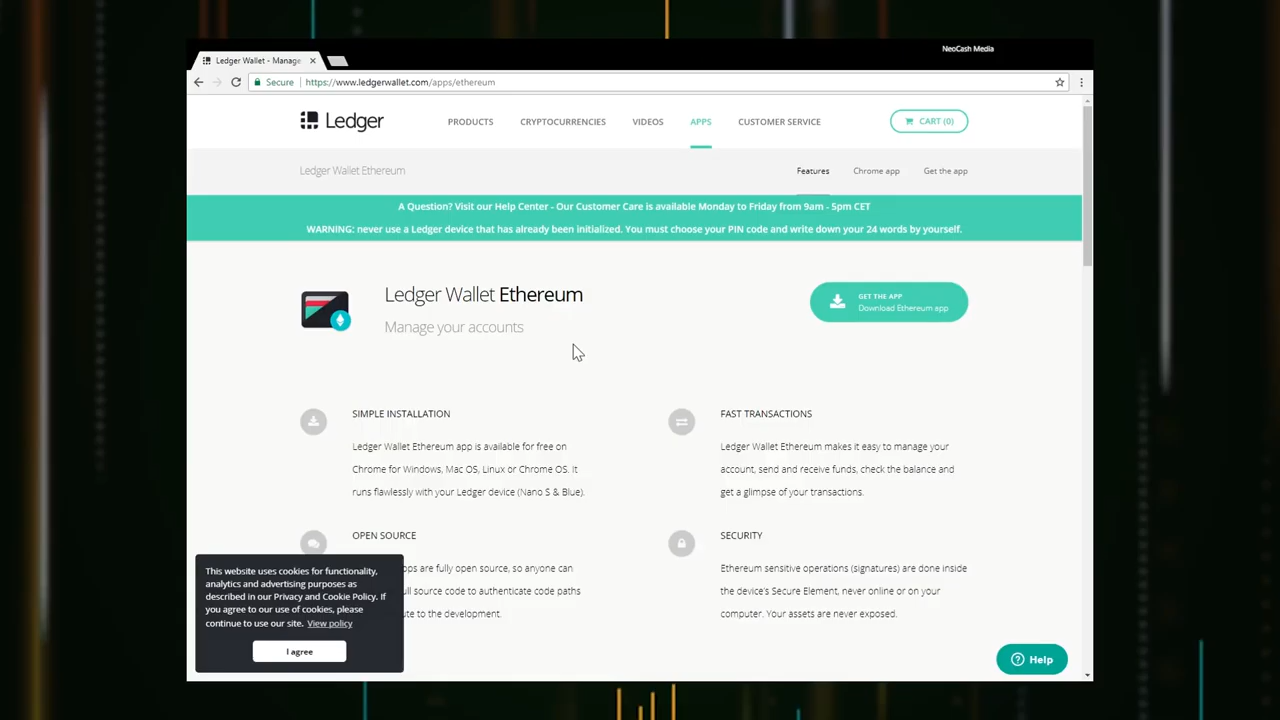 NeoCash Media
Ledger Wallet - Manage
Secure
https://www.ledgerwallet.com/apps/ethereum
Ledger
PRODUCTS
CRYPTOCURRENCIES
VIDEOS
APPS
CUSTOMER SERVICE
CART (0)
Ledger Wallet Ethereum
Features
Chrome app
Get the app
A Question? Visit our Help Center - Our Customer Care is available Monday to Friday from 9am - 5pm CET
WARNING: never use a Ledger device that has already been initialized. You must choose your PIN code and write down your 24 words by yourself.
Ledger Wallet Ethereum
Manage your accounts
GET THE APP
Download Ethereum app
SIMPLE INSTALLATION
Ledger Wallet Ethereum app is available for free on
Chrome for Windows, Mac OS, Linux or Chrome OS. It
runs flawlessly with your Ledger device (Nano S & Blue).
FAST TRANSACTIONS
Ledger Wallet Ethereum makes it easy to manage your
account, send and receive funds, check the balance and
get a glimpse of your transactions.
OPEN SOURCE
are fully open source, so anyone can
source code to authenticate code paths
to the development.
SECURITY
Ethereum sensitive operations (signatures) are done inside
the device's Secure Element, never online or on your
computer. Your assets are never exposed.
This website uses cookies for functionality,
analytics and advertising purposes as
described in our Privacy and Cookie Policy. If
you agree to our use of cookies, please
continue to use our site. View policy
I agree
Help